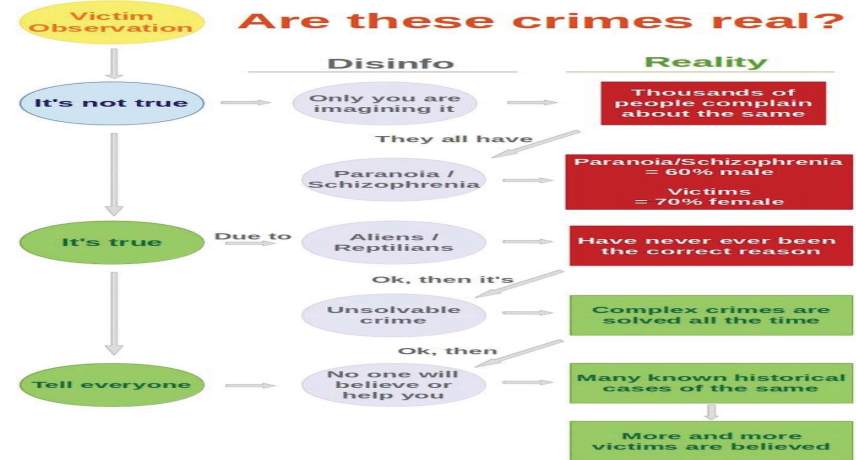 Victim
Observation
Are these crimes real?
Disinfo
Reality
It's not true
Only you are
imagining it
Thousands of
people complain
about the same
They all have
Paranoia /
Schizophrenia
Paranoia/Schizophrenia
= 60% male
Victims
= 70% female
It's true
Due to
Aliens /
Reptilians
Have never ever been
the correct reason
Ok, then it's
Unsolvable
crime
Complex crimes are
solved all the time
Ok, then
Tell everyone
No one will
believe or
help you
Many known historical
cases of the same
More and more
victims are believed